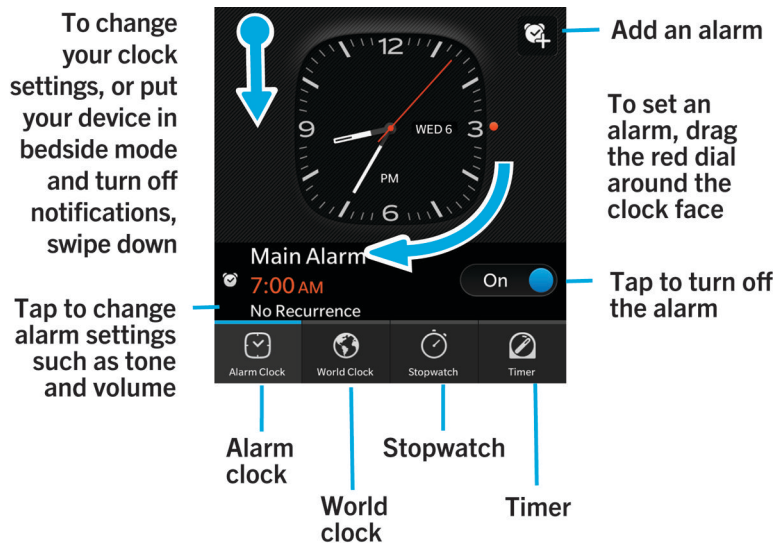 To change
your clock
settings, or put
your device in
bedside mode
and turn off
notifications,
swipe down
Add an alarm
12
9
WED 6
3
PM
6
To set an
alarm, drag
the red dial
around the
clock face
Main Alarm
7:00 AM
No Recurrence
On
Tap to turn off
the alarm
Tap to change
alarm settings
such as tone
and volume
Alarm Clock
World Clock
Stopwatch
Timer
Alarm
clock
World
clock
Stopwatch
Timer